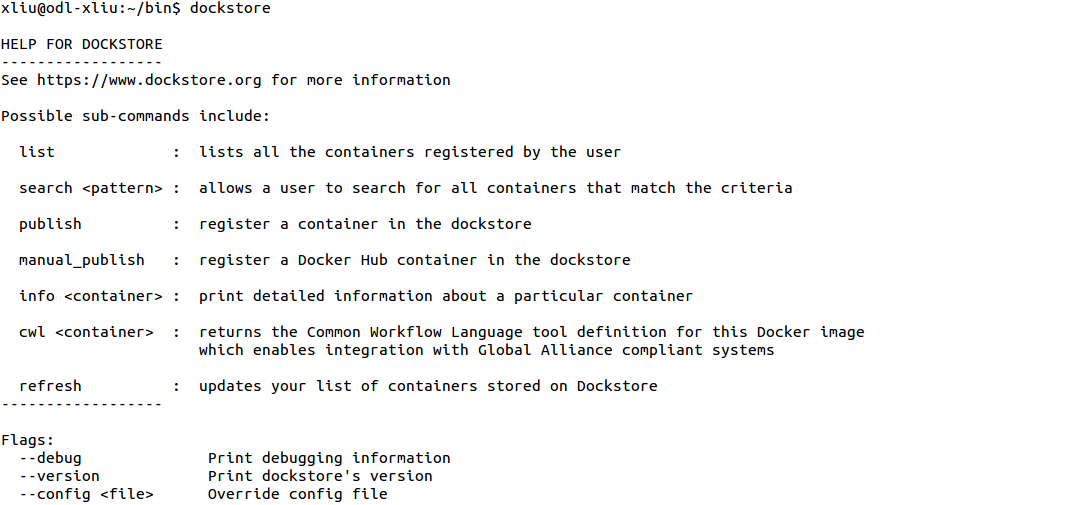 xliu@odl-xliu:~/bin$ dockstore
HELP FOR DOCKSTORE
------------------
See https://www.dockstore.org for more information
Possible sub-commands include:
list             :  lists all the containers registered by the user
search <pattern> :  allows a user to search for all containers that match the criteria
publish          :  register a container in the dockstore
manual_publish   :  register a Docker Hub container in the dockstore
info <container> :  print detailed information about a particular container
cwl <container>  :  returns the Common Workflow Language tool definition for this Docker image
which enables integration with Global Alliance compliant systems
refresh          :  updates your list of containers stored on Dockstore
------------------
Flags:
--debug              Print debugging information
--version            Print dockstore's version
--config <file>      Override config file